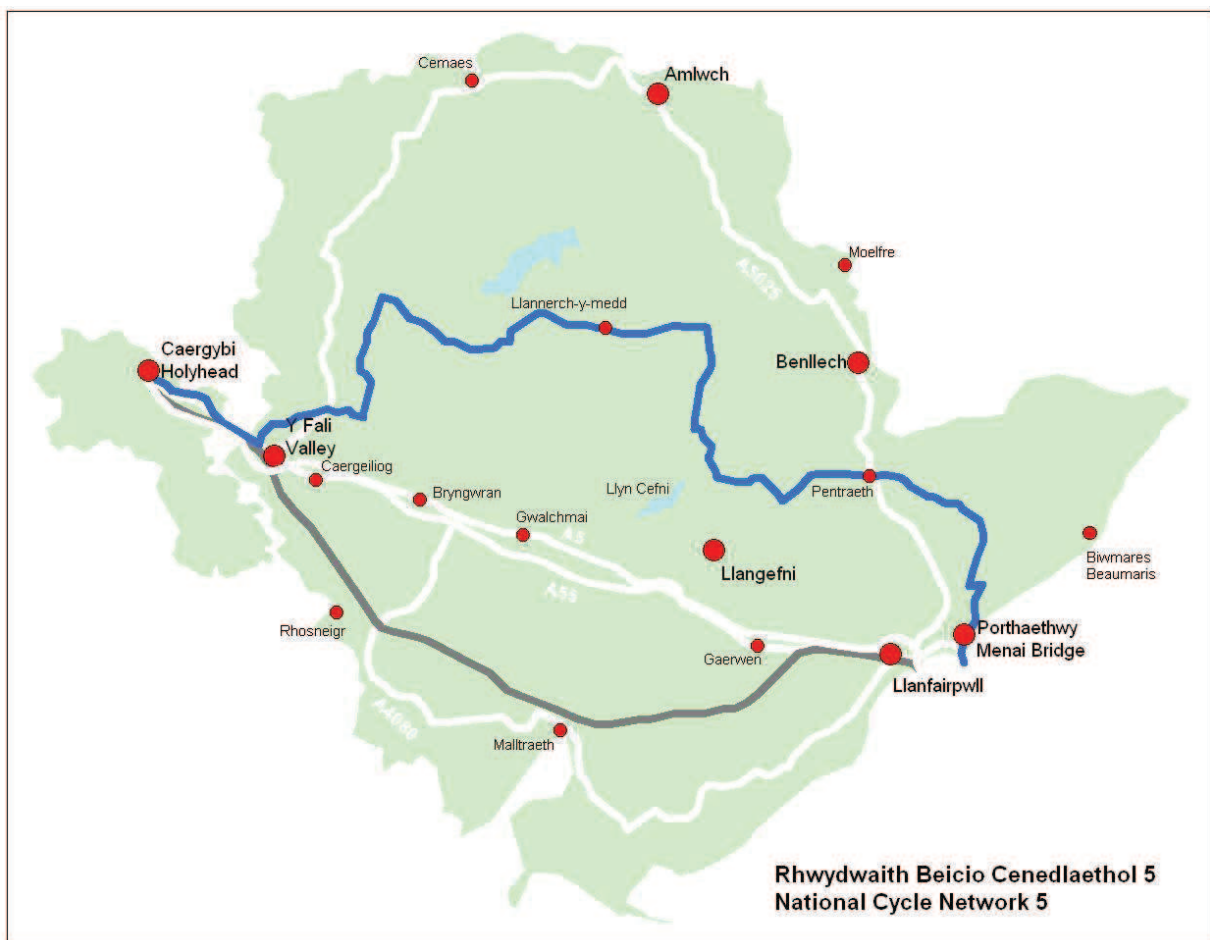 Cemaes
Amlwch
Moelfre
A5025
Llannerch-y-medd
Caergybi
Holyhead
Benllech
Y Fali
Valley
Caergeiliog
Bryngwran
Llyn Cefni
Pentraeth
Gwalchmai
A5
Llangefni
Biwmares
Beaumaris
A55
Rhosneigr
Gaerwen
Porthaethwy
Menai Bridge
Llanfairpwll
A4080
Malltraeth
Rhwydwaith Beicio Cenedlaethol 5
National Cycle Network 5